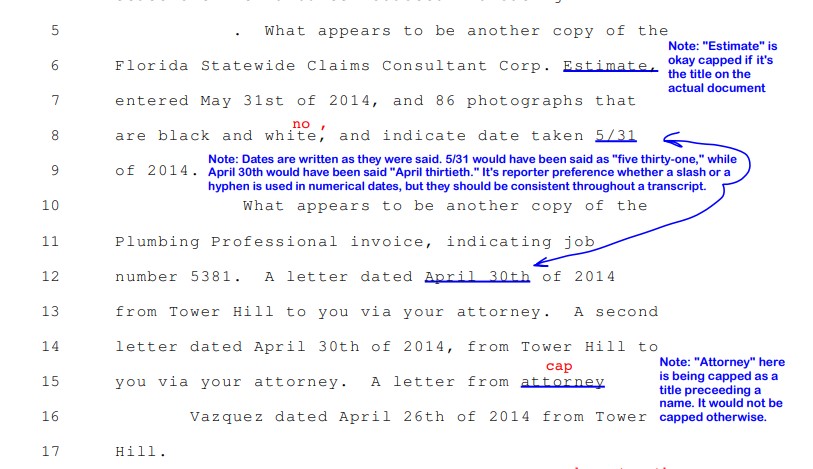 5 . What appears to be another copy of the
Note: "Estimate" is
okay capped if it's
the title on the
actual document
6 Florida Statewide Claims Consultant Corp. Estimate,
7 entered May 31st of 2014, and 86 photographs that
no ,
8 are black and white, and indicate date taken 5/31
Note: Dates are written as they were said. 5/31 would have been said as "five thirty-one," while
April 30th would have been said "April thirtieth." It's reporter preference whether a slash or a
hyphen is used in numerical dates, but they should be consistent throughout a transcript.
9 of 2014.
10 What appears to be another copy of the
11 Plumbing Professional invoice, indicating job
12 number 5381. A letter dated April 30th of 2014
13 from Tower Hill to you via your attorney. A second
14 letter dated April 30th of 2014, from Tower Hill to
cap
15 you via your attorney. A letter from attorney
Note: "Attorney" here
is being capped as a
title preceeding a
name. It would not be
capped otherwise.
16 Vazquez dated April 26th of 2014 from Tower
17 Hill.